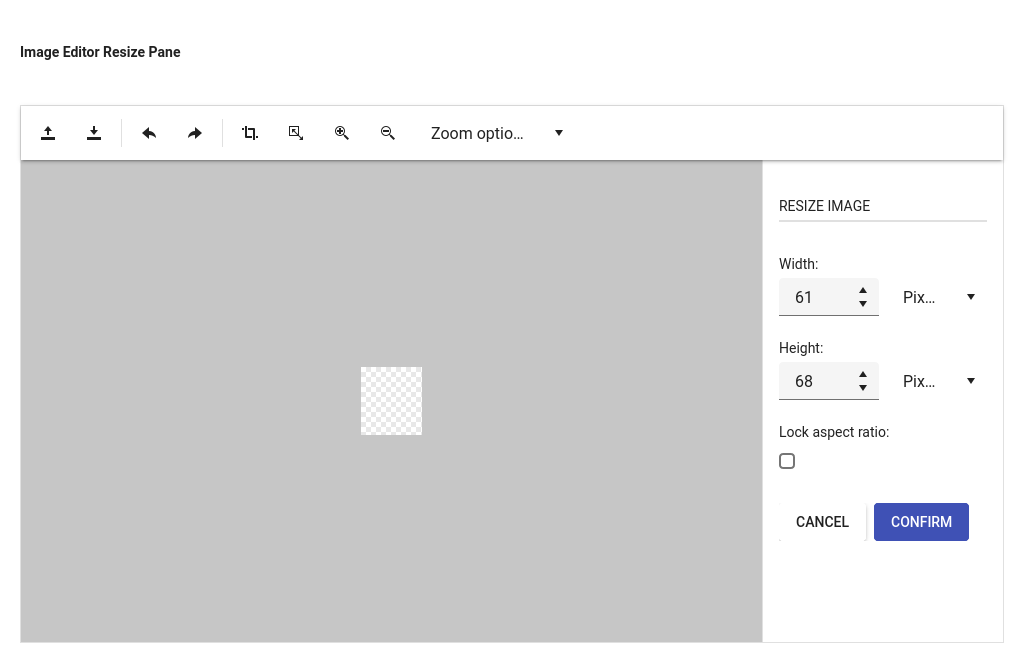 Image Editor Resize Pane
Zoom optio...
RESIZE IMAGE
Width:
61 Pix...
Height:
68 Pix...
Lock aspect ratio:
CANCEL CONFIRM